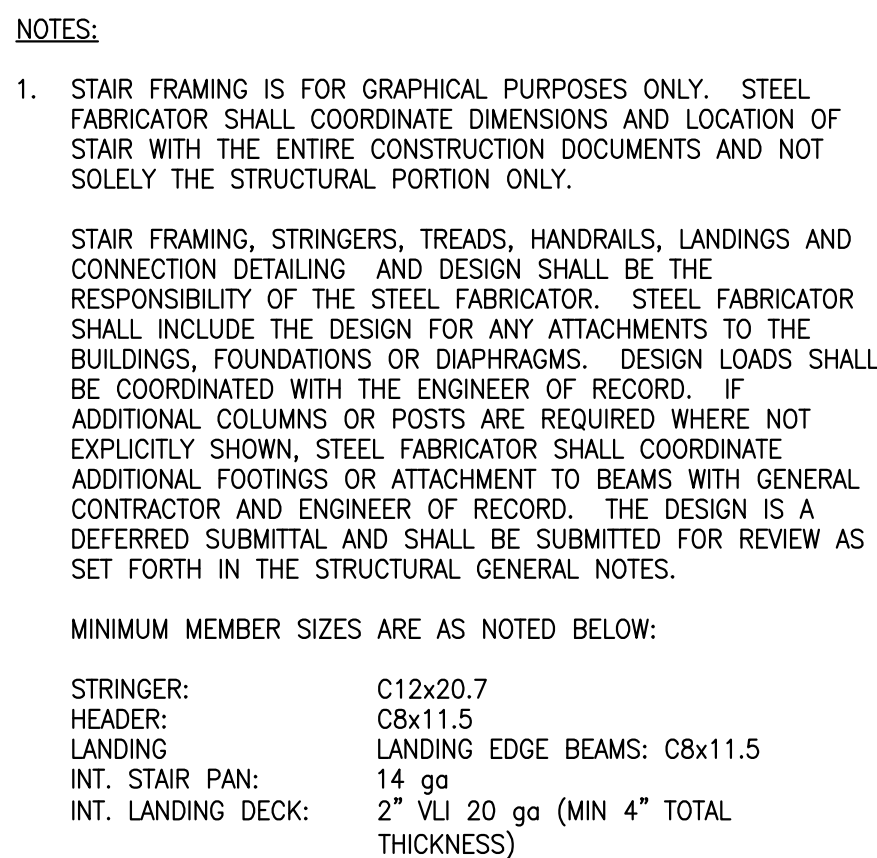 NOTES:
1. STAIR FRAMING IS FOR GRAPHICAL PURPOSES ONLY. STEEL
FABRICATOR SHALL COORDINATE DIMENSIONS AND LOCATION OF
STAIR WITH THE ENTIRE CONSTRUCTION DOCUMENTS AND NOT
SOLELY THE STRUCTURAL PORTION ONLY.
STAIR FRAMING, STRINGERS, TREADS, HANDRAILS, LANDINGS AND
CONNECTION DETAILING AND DESIGN SHALL BE THE
RESPONSIBILITY OF THE STEEL FABRICATOR. STEEL FABRICATOR
SHALL INCLUDE THE DESIGN FOR ANY ATTACHMENTS TO THE
BUILDINGS, FOUNDATIONS OR DIAPHRAGMS. DESIGN LOADS SHALL
BE COORDINATED WITH THE ENGINEER OF RECORD. IF
ADDITIONAL COLUMNS OR POSTS ARE REQUIRED WHERE NOT
EXPLICITLY SHOWN, STEEL FABRICATOR SHALL COORDINATE
ADDITIONAL FOOTINGS OR ATTACHMENT TO BEAMS WITH GENERAL
CONTRACTOR AND ENGINEER OF RECORD. THE DESIGN IS A
DEFERRED SUBMITTAL AND SHALL BE SUBMITTED FOR REVIEW AS
SET FORTH IN THE STRUCTURAL GENERAL NOTES.
MINIMUM MEMBER SIZES ARE AS NOTED BELOW:
STRINGER: C12x20.7
HEADER: C8x11.5
LANDING LANDING EDGE BEAMS: C8x11.5
INT. STAIR PAN: 14 ga
INT. LANDING DECK: 2" VLI 20 ga (MIN 4" TOTAL
THICKNESS)